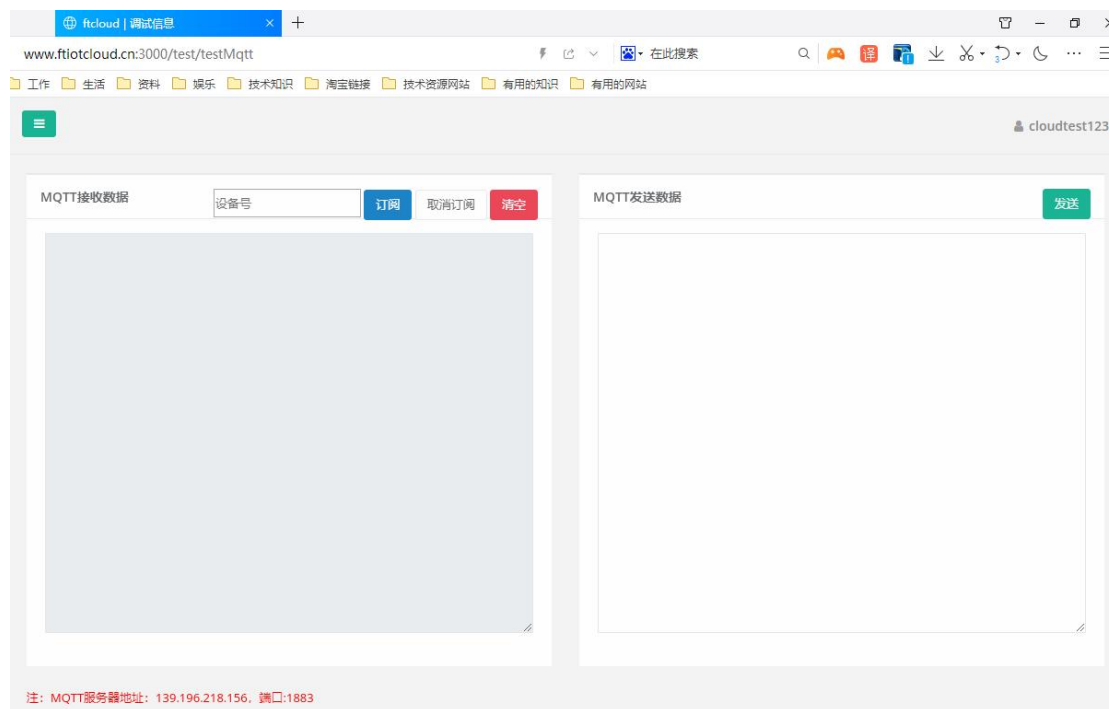 ftcloud | 调试信息
www.ftiotcloud.cn:3000/test/testMqtt
在此搜索
译
3
工作 生活 资料 娱乐 技术知识 淘宝链接 技术资源网站 有用的知识 有用的网站
cloudtest123
MQTT接收数据 设备号 订阅 取消订阅 清空
MQTT发送数据 发送
注：MQTT服务器地址：139.196.218.156，端口:1883